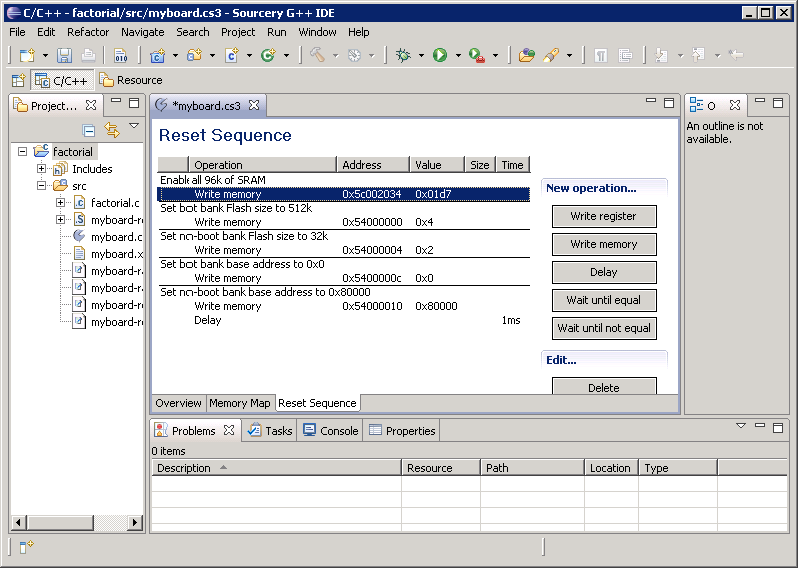 C/C++ - factorial/src/myboard.cs3 - Sourcery G++ IDE
File Edit Refactor Navigate Search Project Run Window Help
C/C++ Resource
Project...
factorial
Includes
src
factorial.c
myboard-re
myboard.c
myboard.x
myboard-ra
myboard-ra
myboard-ro
myboard-ro
*myboard.cs3
Reset Sequence
Operation Address Value Size Time
Enable all 96k of SRAM
Write memory 0x5c002034 0x01d7
Set boot bank Flash size to 512k
Write memory 0x54000000 0x4
Set non-boot bank Flash size to 32k
Write memory 0x54000004 0x2
Set boot bank base address to 0x0
Write memory 0x5400000c 0x0
Set non-boot bank base address to 0x80000
Write memory 0x54000010 0x80000
Delay 1ms
New operation...
Write register
Write memory
Delay
Wait until equal
Wait until not equal
Edit...
Delete
Overview Memory Map Reset Sequence
O
An outline is not
available.
Problems Tasks Console Properties
0 items
Description Resource Path Location Type